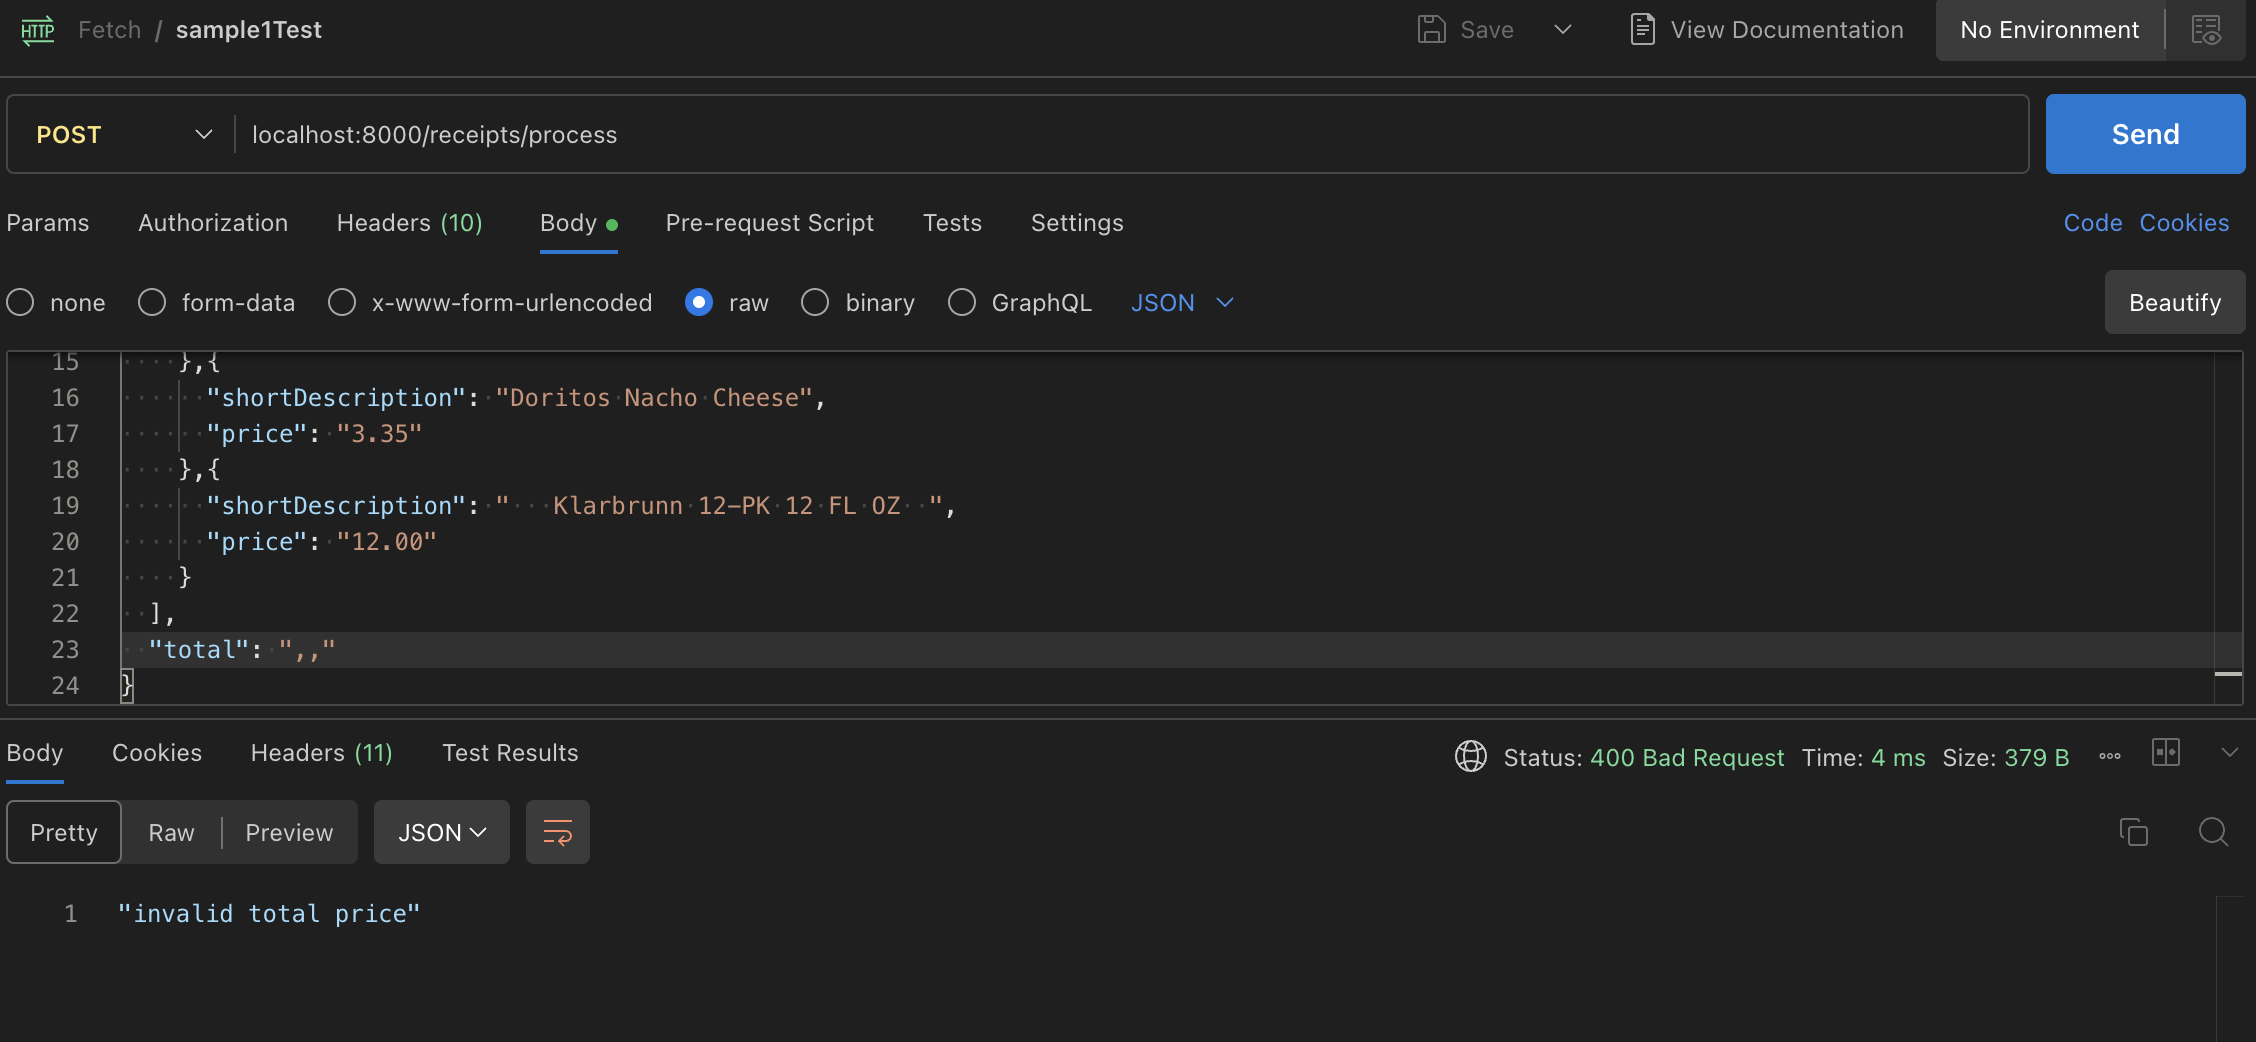 HTTP Fetch / sample1Test Save View Documentation No Environment
POST localhost:8000/receipts/process Send
Params Authorization Headers (10) Body Pre-request Script Tests Settings Code Cookies
none form-data x-www-form-urlencoded raw binary GraphQL JSON Beautify
15 },{
16 "shortDescription": "Doritos Nacho Cheese",
17 "price": "3.35"
18 },{
19 "shortDescription": "   Klarbrunn 12-PK 12 FL OZ  ",
20 "price": "12.00"
21 }
22 ],
23 "total": ",,"
24 }
Body Cookies Headers (11) Test Results Status: 400 Bad Request Time: 4 ms Size: 379 B
Pretty Raw Preview JSON
1 "invalid total price"